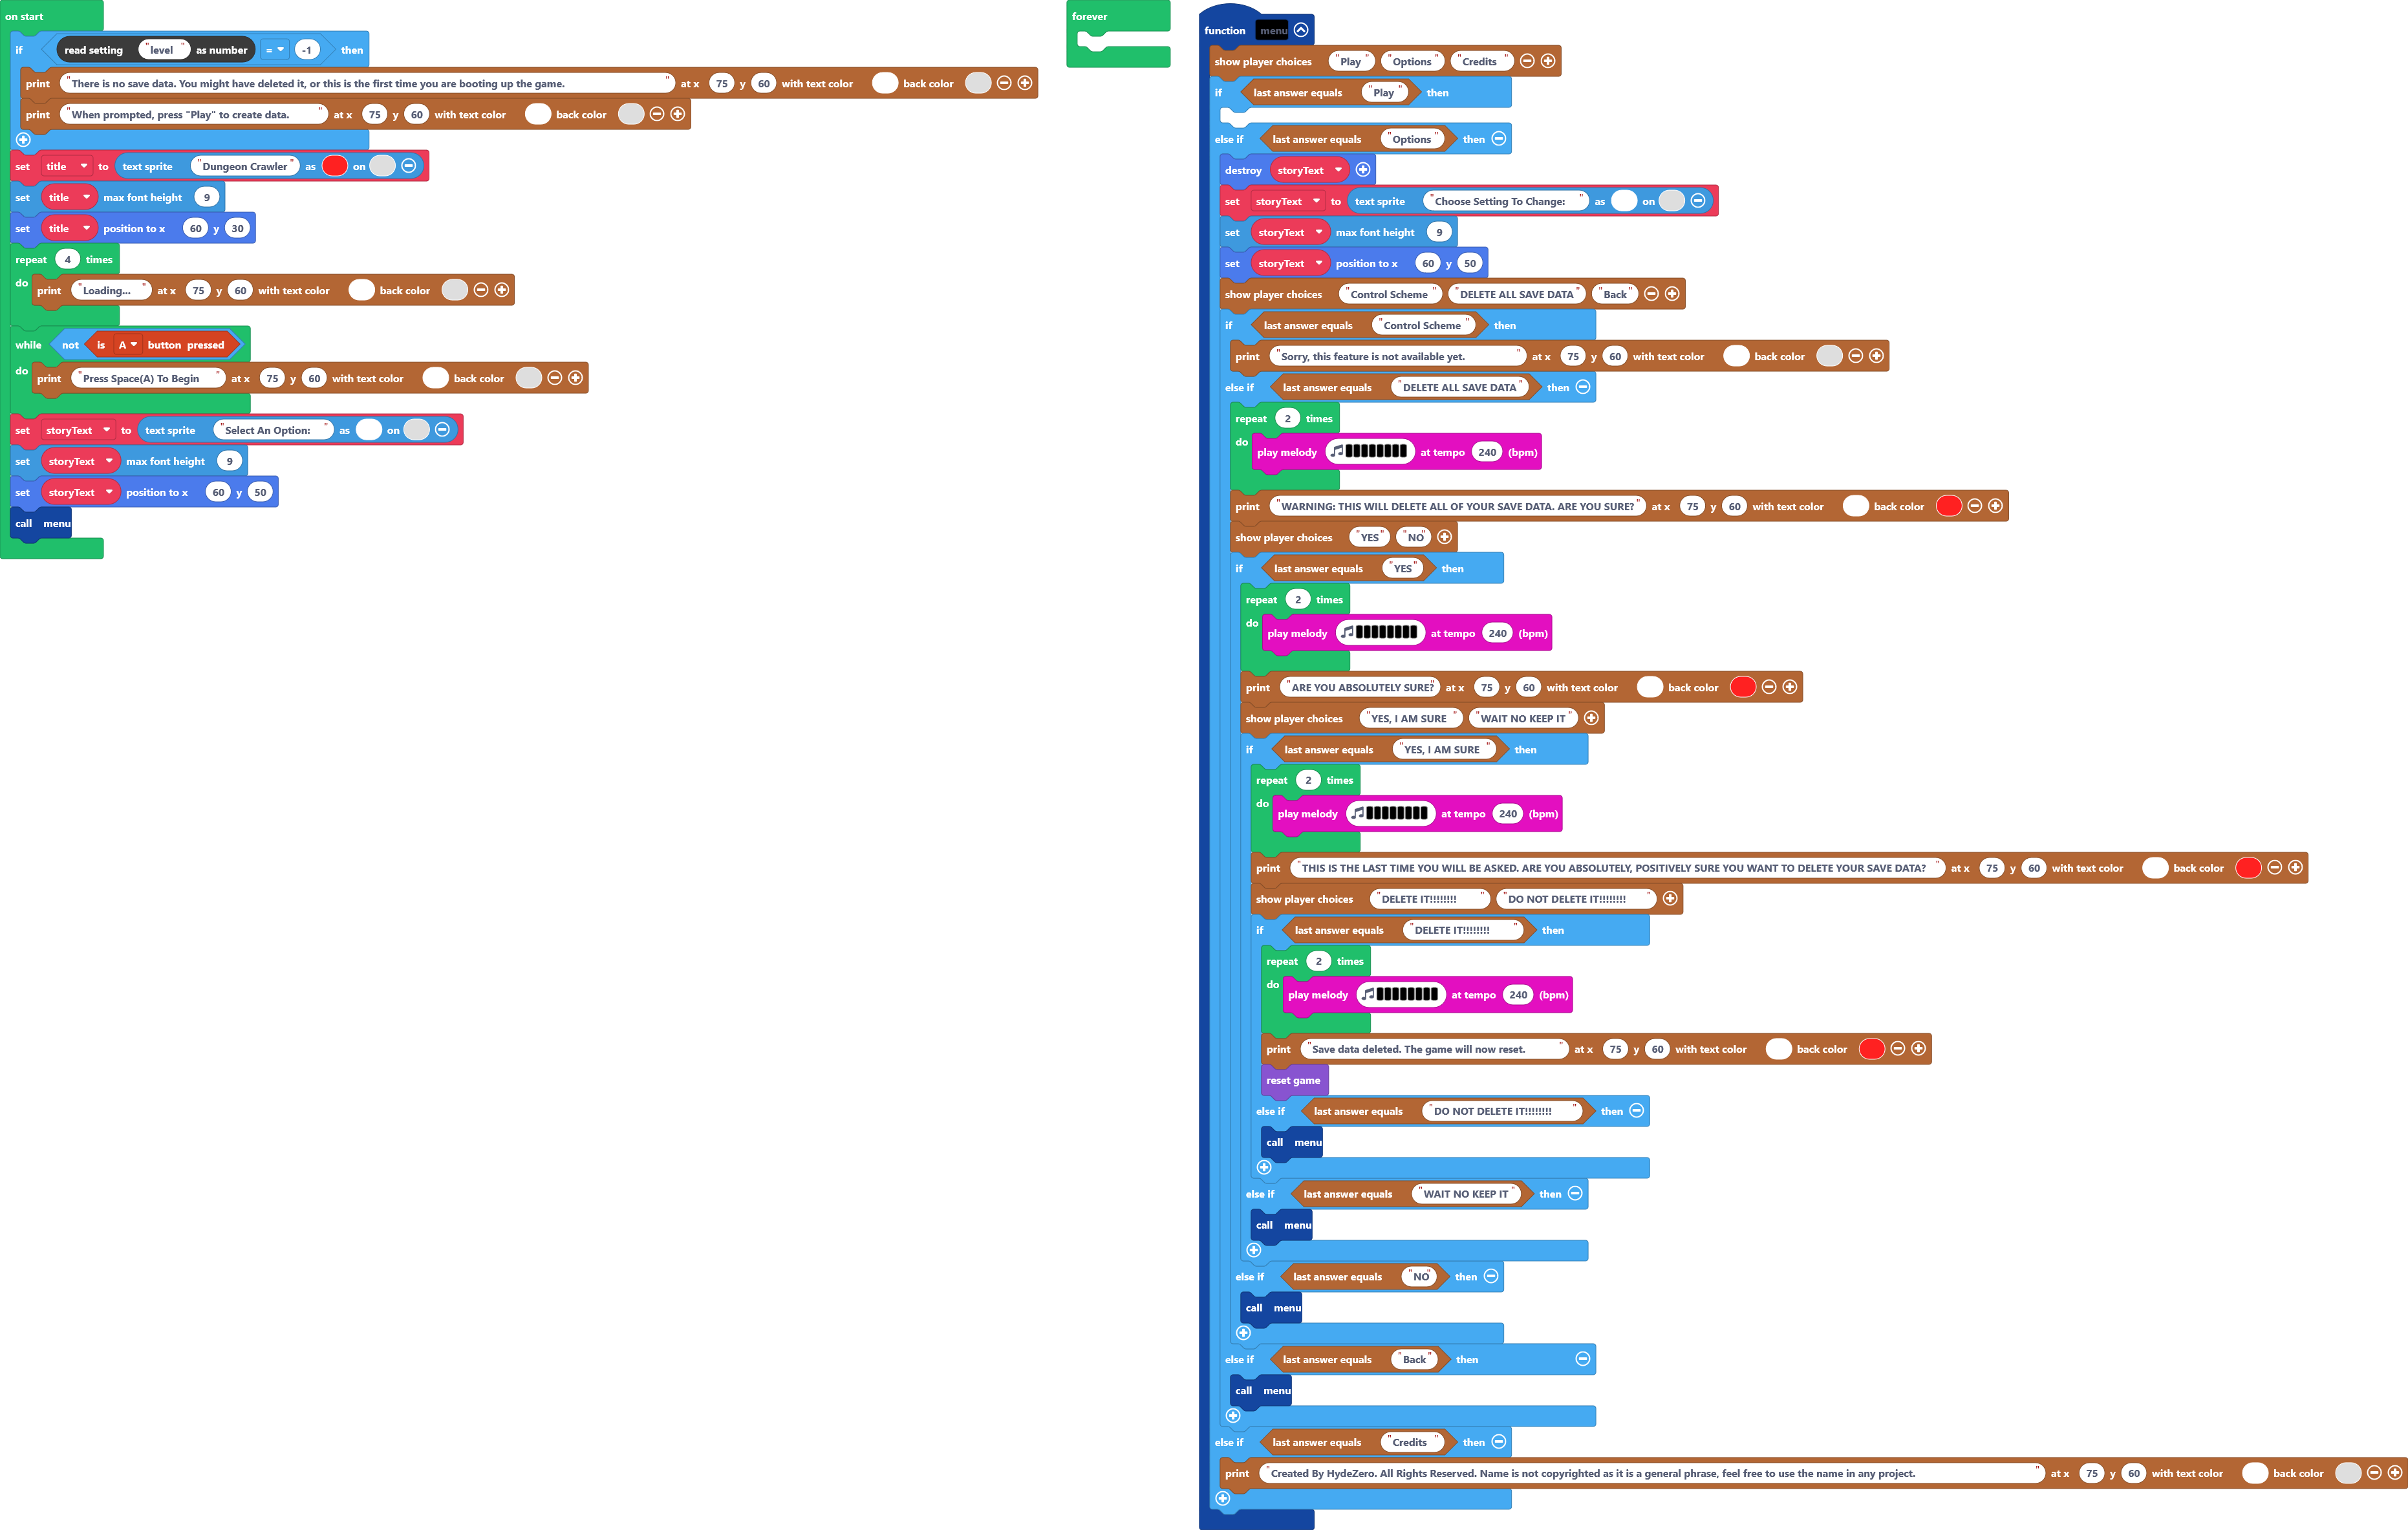 on start
if read setting "level" as number = -1 then
print "There is no save data. You might have deleted it, or this is the first time you are booting up the game." at x 75 y 60 with text color back color
print "When prompted, press "Play" to create data." at x 75 y 60 with text color back color
set title to text sprite "Dungeon Crawler" as on
set title max font height 9
set title position to x 60 y 30
repeat 4 times
do print "Loading..." at x 75 y 60 with text color back color
while not is A button pressed
do print "Press Space(A) To Begin" at x 75 y 60 with text color back color
set storyText to text sprite "Select An Option:" as on
set storyText max font height 9
set storyText position to x 60 y 50
call menu
forever
function menu
show player choices "Play" "Options" "Credits"
if last answer equals "Play" then
else if last answer equals "Options" then
destroy storyText
set storyText to text sprite "Choose Setting To Change:" as on
set storyText max font height 9
set storyText position to x 60 y 50
show player choices "Control Scheme" "DELETE ALL SAVE DATA" "Back"
if last answer equals "Control Scheme" then
print "Sorry, this feature is not available yet." at x 75 y 60 with text color back color
else if last answer equals "DELETE ALL SAVE DATA" then
repeat 2 times
do play melody at tempo 240 (bpm)
print "WARNING: THIS WILL DELETE ALL OF YOUR SAVE DATA. ARE YOU SURE?" at x 75 y 60 with text color back color
show player choices "YES" "NO"
if last answer equals "YES" then
repeat 2 times
do play melody at tempo 240 (bpm)
print "ARE YOU ABSOLUTELY SURE?" at x 75 y 60 with text color back color
show player choices "YES, I AM SURE" "WAIT NO KEEP IT"
if last answer equals "YES, I AM SURE" then
repeat 2 times
do play melody at tempo 240 (bpm)
print "THIS IS THE LAST TIME YOU WILL BE ASKED. ARE YOU ABSOLUTELY, POSITIVELY SURE YOU WANT TO DELETE YOUR SAVE DATA?" at x 75 y 60 with text color back color
show player choices "DELETE IT!!!!!!!!" "DO NOT DELETE IT!!!!!!!!"
if last answer equals "DELETE IT!!!!!!!!" then
repeat 2 times
do play melody at tempo 240 (bpm)
print "Save data deleted. The game will now reset." at x 75 y 60 with text color back color
reset game
else if last answer equals "DO NOT DELETE IT!!!!!!!!" then
call menu
else if last answer equals "WAIT NO KEEP IT" then
call menu
else if last answer equals "NO" then
call menu
else if last answer equals "Back" then
call menu
else if last answer equals "Credits" then
print "Created By HydeZero. All Rights Reserved. Name is not copyrighted as it is a general phrase, feel free to use the name in any project." at x 75 y 60 with text color back color